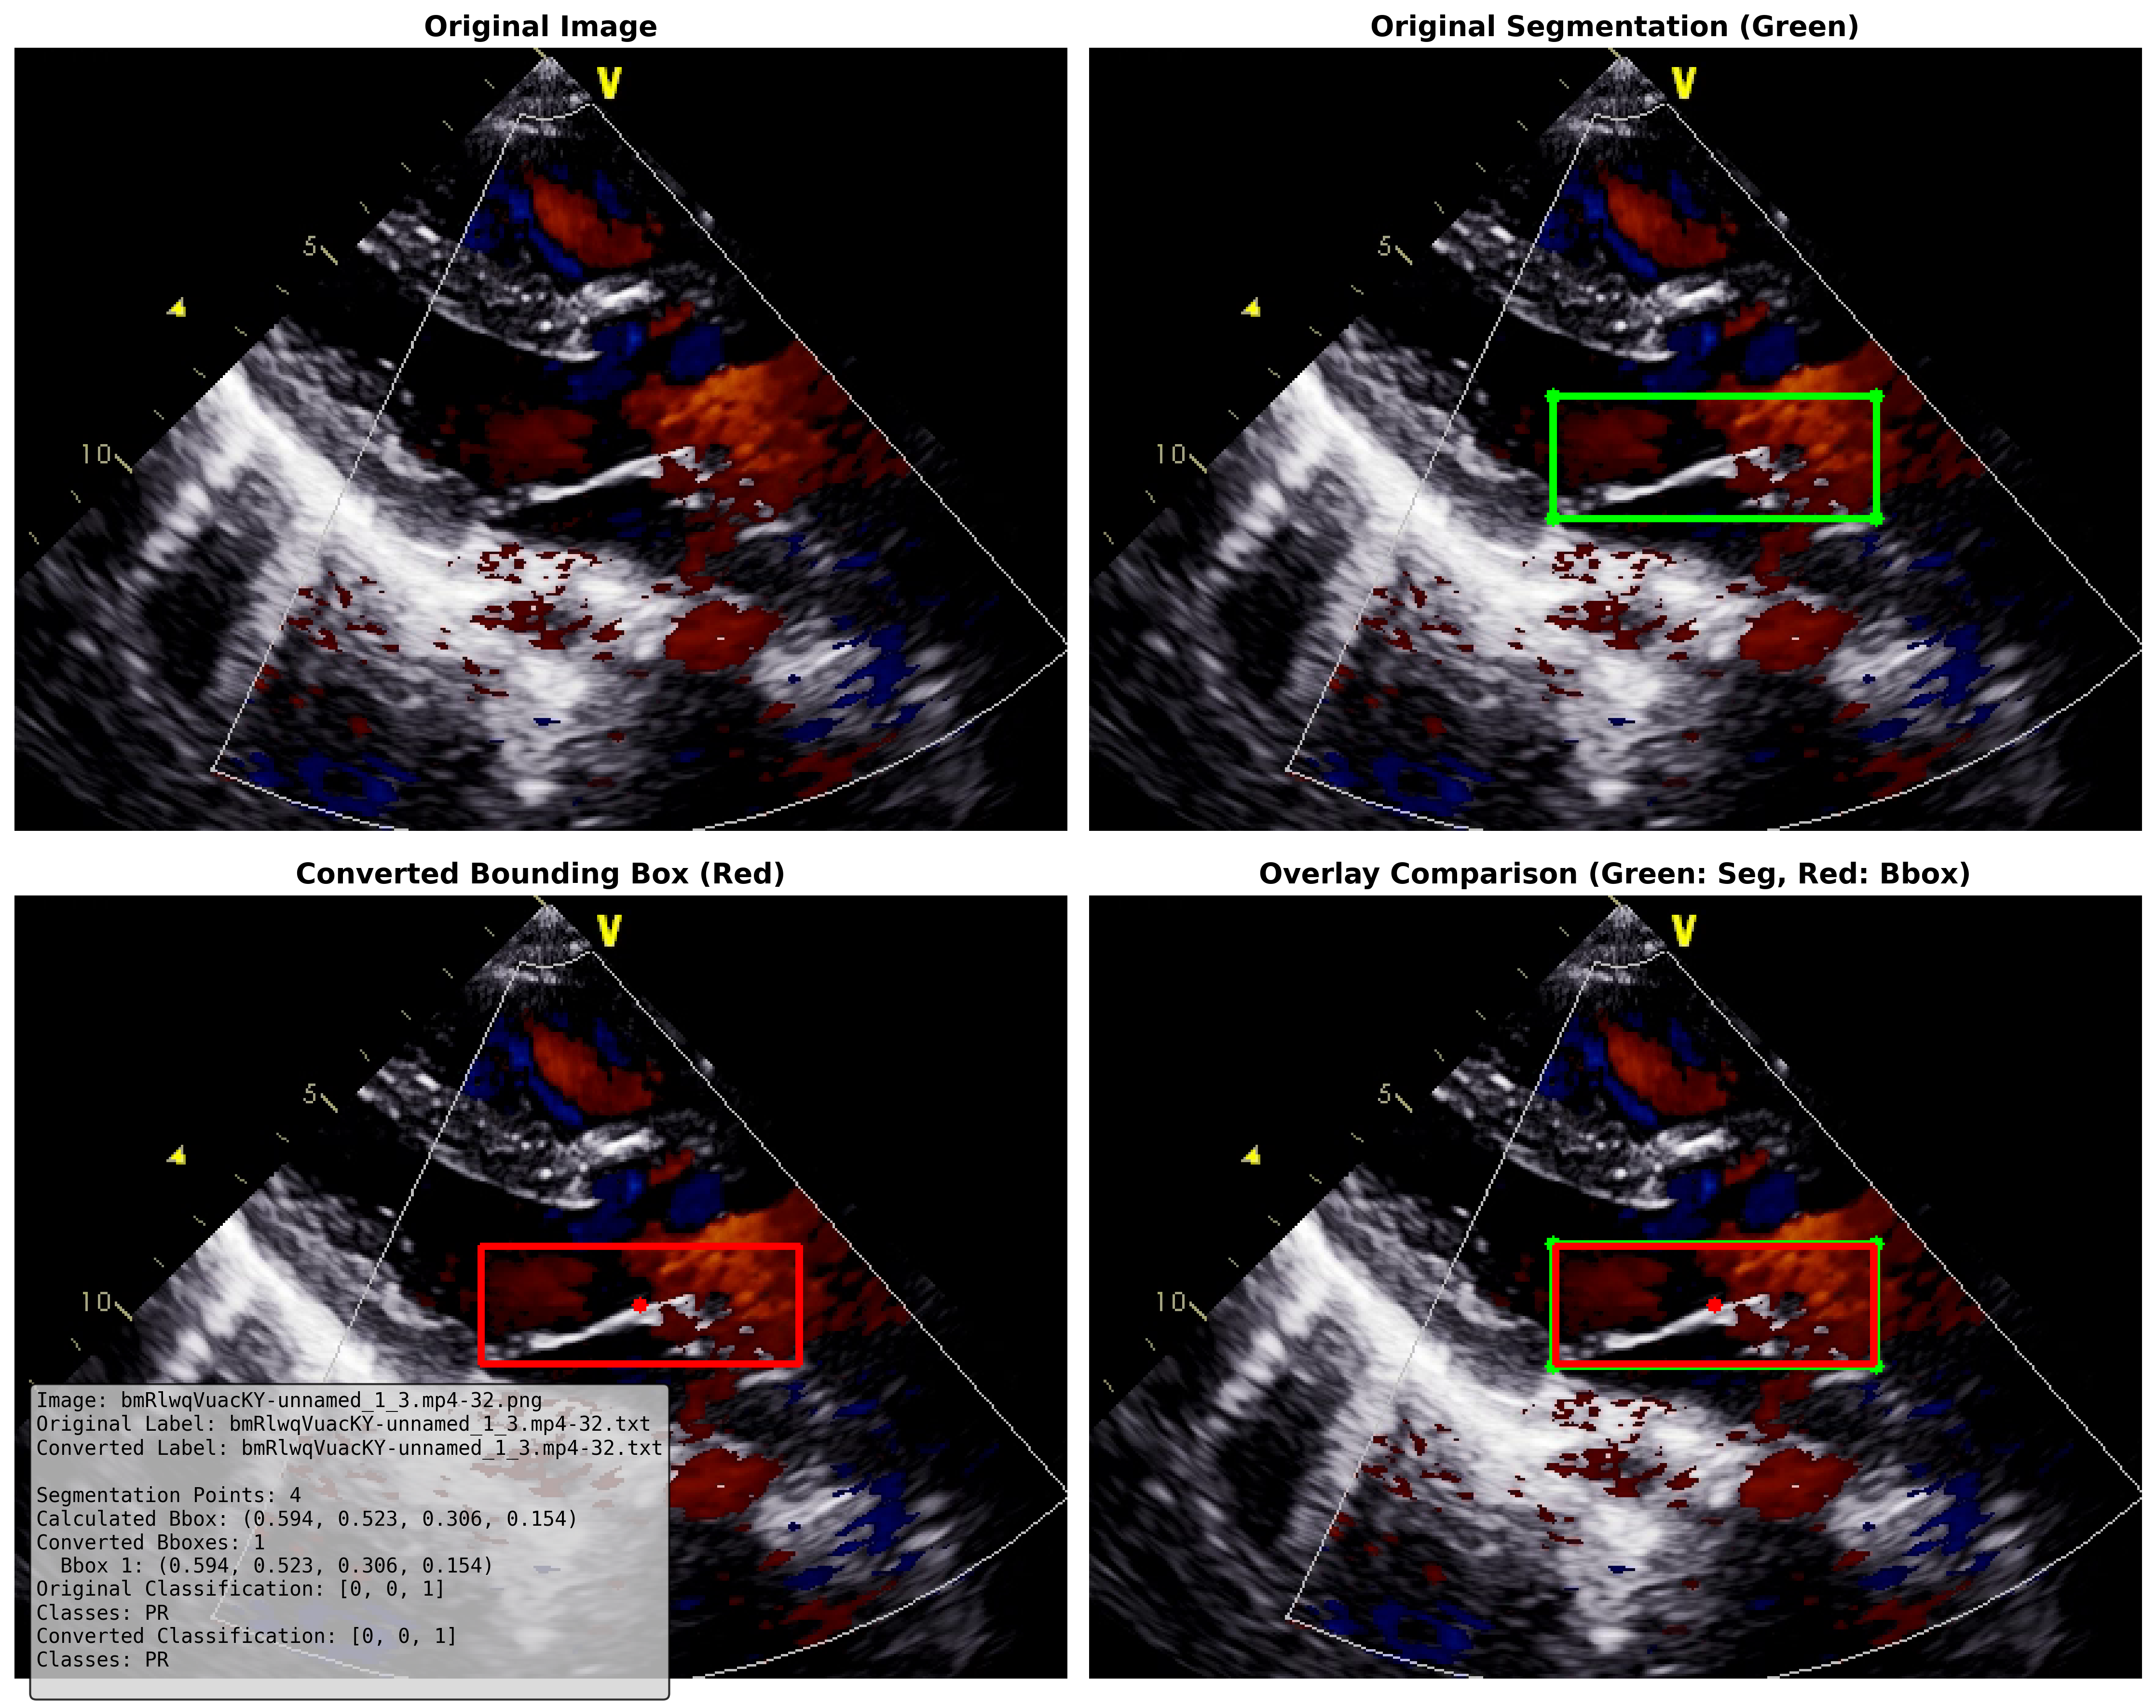 Original Image
Original Segmentation (Green)
V
5
10
V
5
10
Converted Bounding Box (Red)
Overlay Comparison (Green: Seg, Red: Bbox)
V
5
10
V
5
10
Image: bmRlwqVuacKY-unnamed_1_3.mp4-32.png
Original Label: bmRlwqVuacKY-unnamed_1_3.mp4-32.txt
Converted Label: bmRlwqVuacKY-unnamed_1_3.mp4-32.txt
Segmentation Points: 4
Calculated Bbox: (0.594, 0.523, 0.306, 0.154)
Converted Bboxes: 1
Bbox 1: (0.594, 0.523, 0.306, 0.154)
Original Classification: [0, 0, 1]
Classes: PR
Converted Classification: [0, 0, 1]
Classes: PR